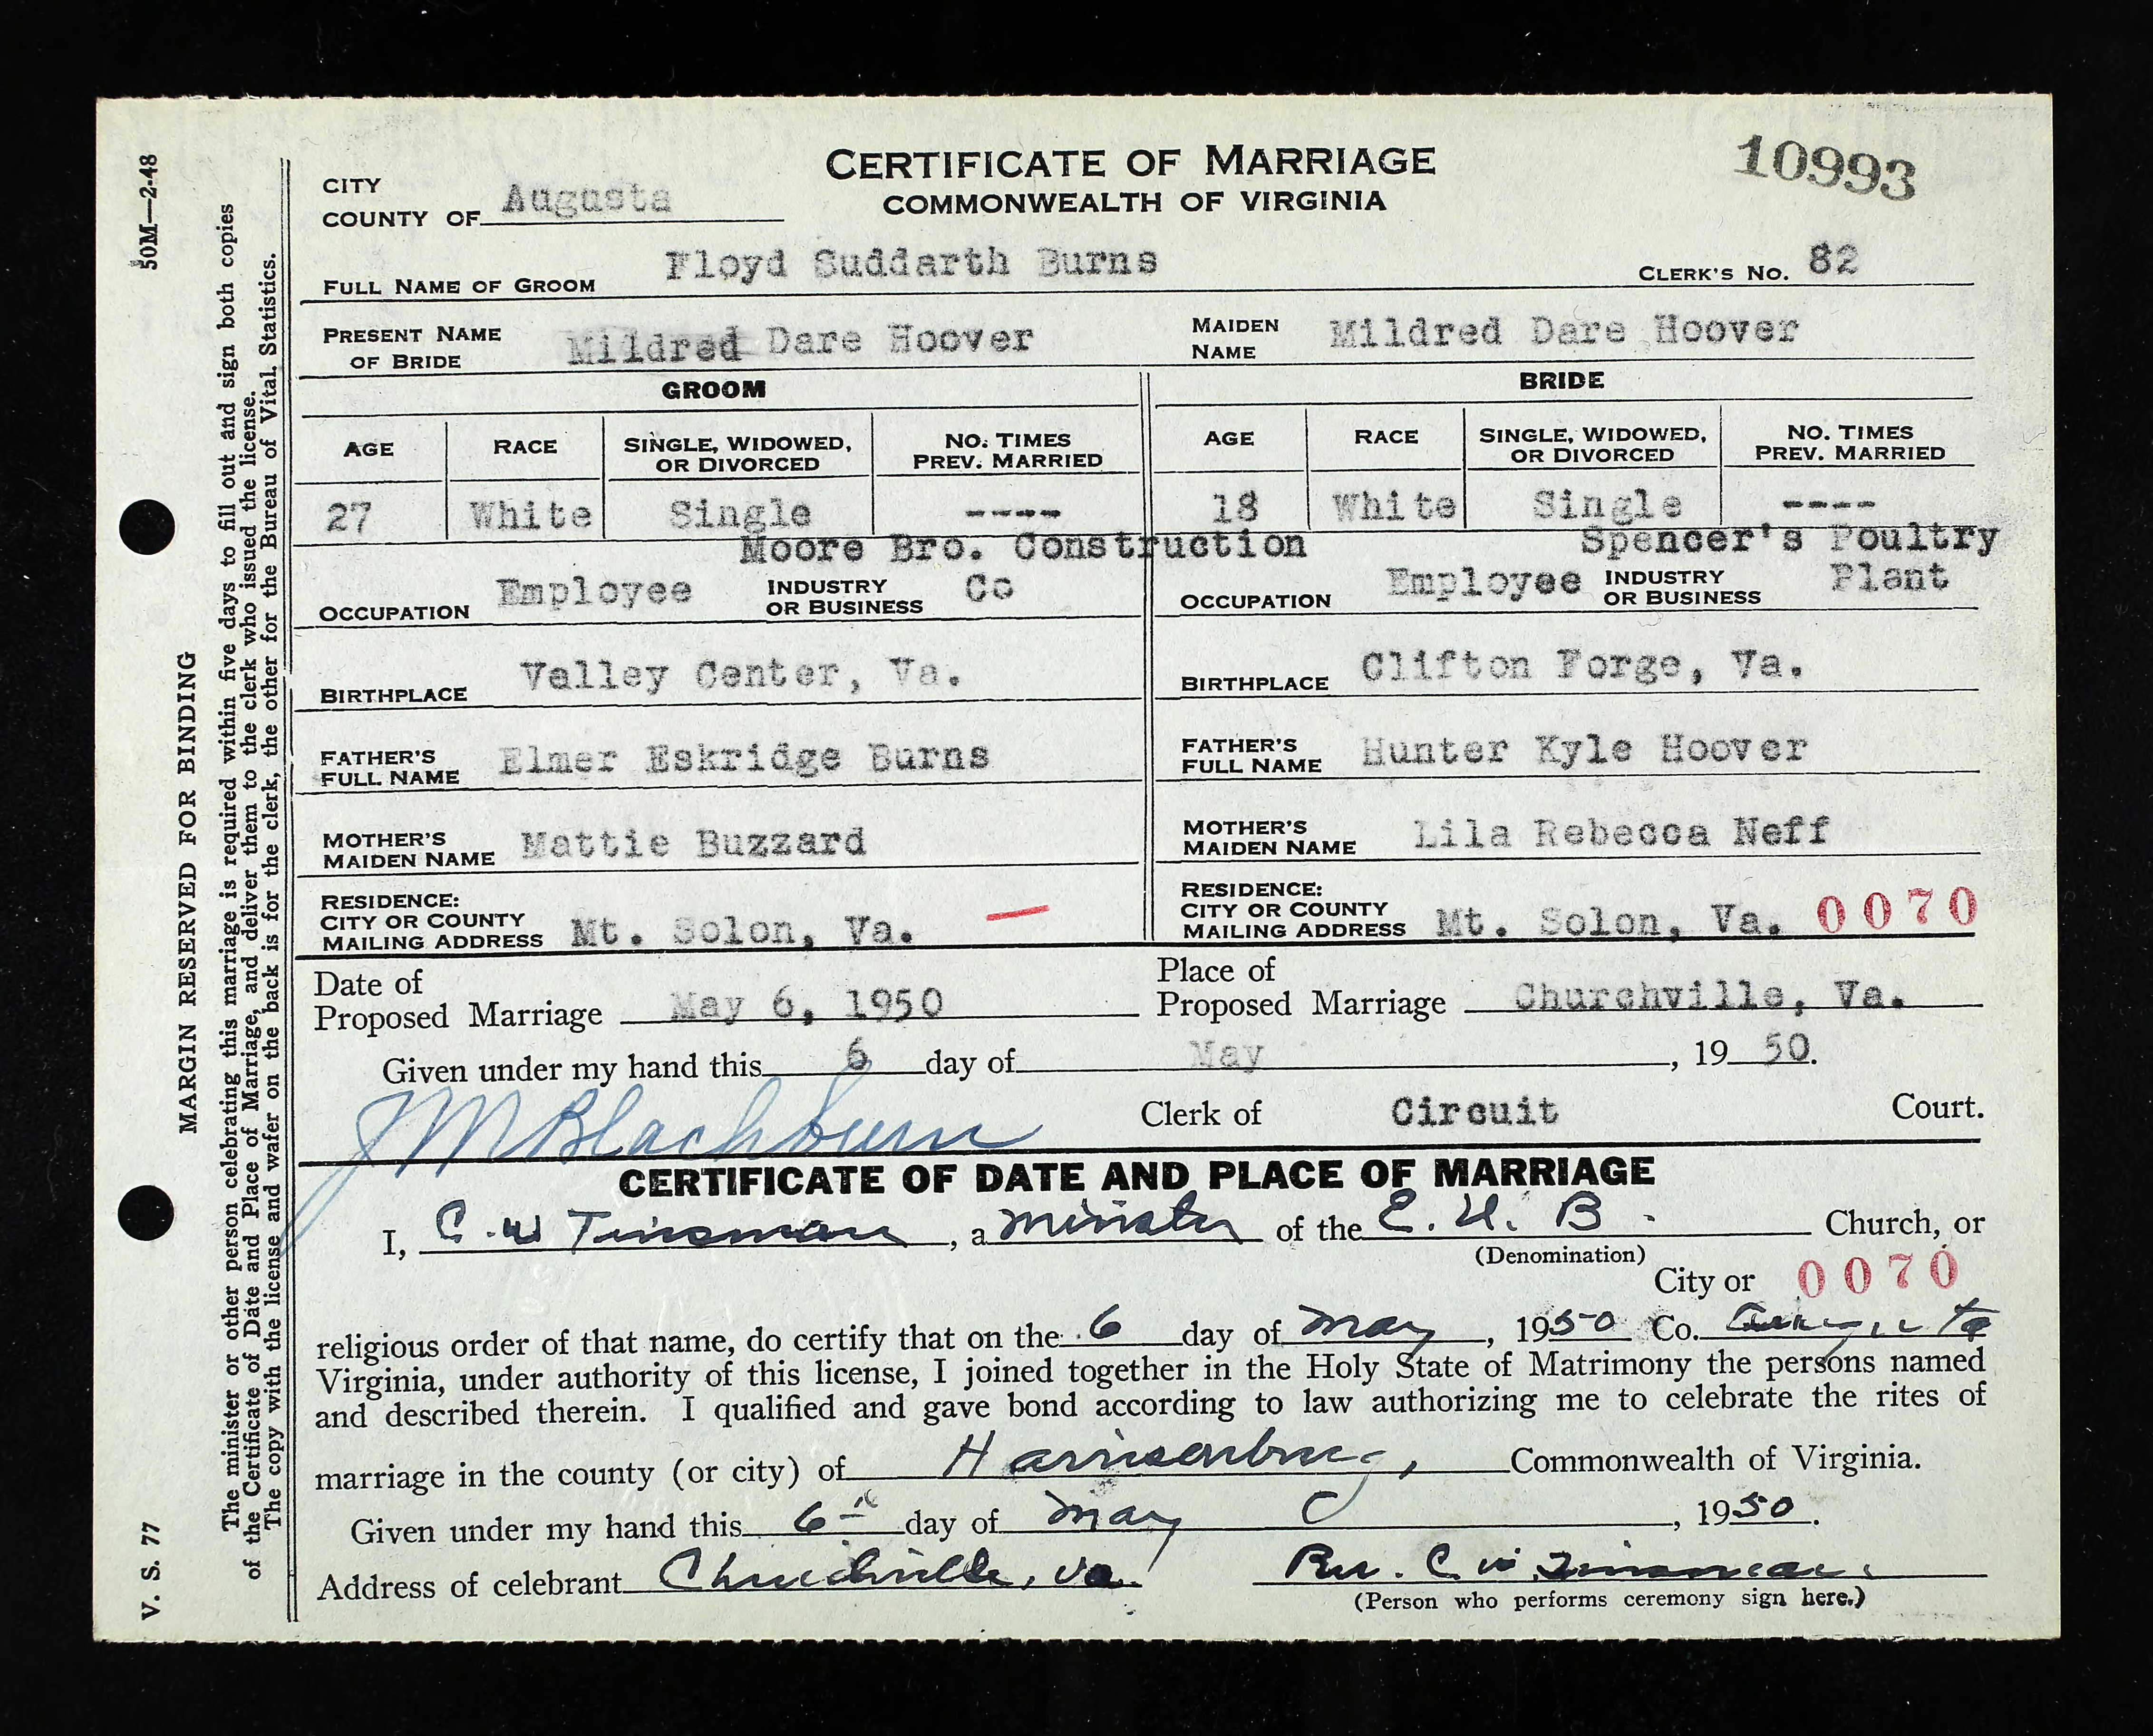 50M—2-48
MARGIN RESERVED FOR BINDING
V. S. 77
The minister or other person celebrating this marriage is required within five days to fill out and sign both copies
of the Certificate of Date and Place of Marriage, and deliver them to the clerk who issued the license.
The copy with the license and wafer on the back is for the clerk, the other for the Bureau of Vital Statistics.
10993
CERTIFICATE OF MARRIAGE
COMMONWEALTH OF VIRGINIA
CITY
COUNTY OF Augusta
FULL NAME OF GROOM Floyd Suddarth Burns CLERK'S NO. 82
PRESENT NAME OF BRIDE Mildred Dare Hoover MAIDEN NAME Mildred Dare Hoover
GROOM BRIDE
AGE RACE SINGLE, WIDOWED, OR DIVORCED NO. TIMES PREV. MARRIED AGE RACE SINGLE, WIDOWED, OR DIVORCED NO. TIMES PREV. MARRIED
27 White Single ---- 18 White Single ----
OCCUPATION Employee INDUSTRY OR BUSINESS Moore Bro. Construction Co OCCUPATION Employee INDUSTRY OR BUSINESS Spencer's Poultry Plant
BIRTHPLACE Valley Center, Va. BIRTHPLACE Clifton Forge, Va.
FATHER'S FULL NAME Elmer Eskridge Burns FATHER'S FULL NAME Hunter Kyle Hoover
MOTHER'S MAIDEN NAME Mattie Buzzard MOTHER'S MAIDEN NAME Lila Rebecca Neff
RESIDENCE: CITY OR COUNTY MAILING ADDRESS Mt. Solon, Va. RESIDENCE: CITY OR COUNTY MAILING ADDRESS Mt. Solon, Va. 0070
Date of Proposed Marriage May 6, 1950 Place of Proposed Marriage Churchville, Va.
Given under my hand this 6 day of May, 19 50.
J M Blackburn Clerk of Circuit Court.
CERTIFICATE OF DATE AND PLACE OF MARRIAGE
I, C. W Tinsman, a minister of the E. U. B. Church, or
(Denomination)
City or 0070
religious order of that name, do certify that on the 6 day of May, 1950 Co. Augusta
Virginia, under authority of this license, I joined together in the Holy State of Matrimony the persons named
and described therein. I qualified and gave bond according to law authorizing me to celebrate the rites of
marriage in the county (or city) of Harrisonburg, Commonwealth of Virginia.
Given under my hand this 6th day of May, 1950.
Address of celebrant Churchville, Va. Rev. C. W. Tinsman
(Person who performs ceremony sign here.)